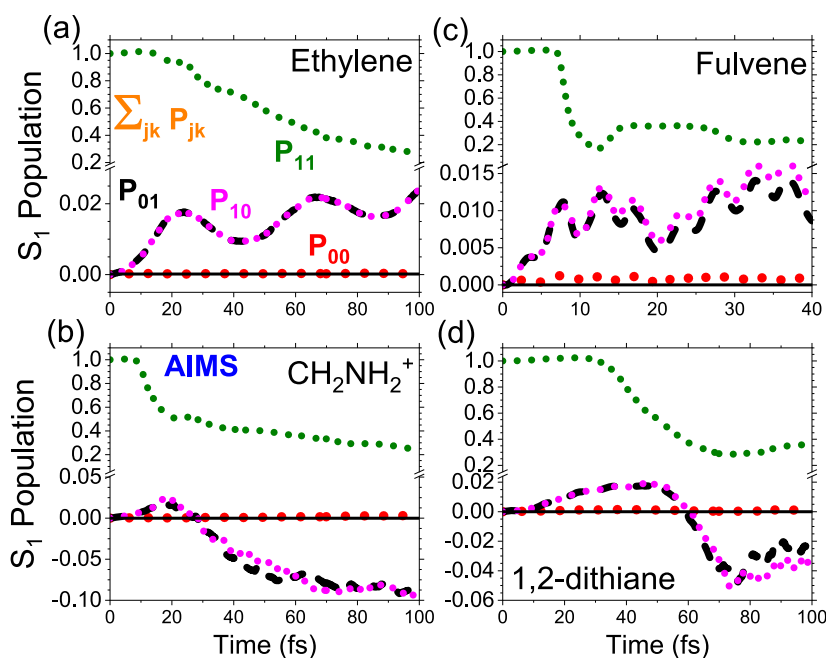 (a)
Ethylene
1.0
0.8
0.6
0.4
0.2
0.02
0.00
Σjk Pjk
P11
P01
P10
P00
0 20 40 60 80 100
S1 Population
(c)
Fulvene
1.0
0.8
0.6
0.4
0.2
0.015
0.010
0.005
0.000
0 10 20 30 40
(b)
AIMS
CH2NH2+
1.0
0.8
0.6
0.4
0.2
0.05
0.00
-0.05
-0.10
0 20 40 60 80 100
S1 Population
Time (fs)
(d)
1,2-dithiane
1.0
0.8
0.6
0.4
0.2
0.02
0.00
-0.02
-0.04
-0.06
0 20 40 60 80 100
Time (fs)